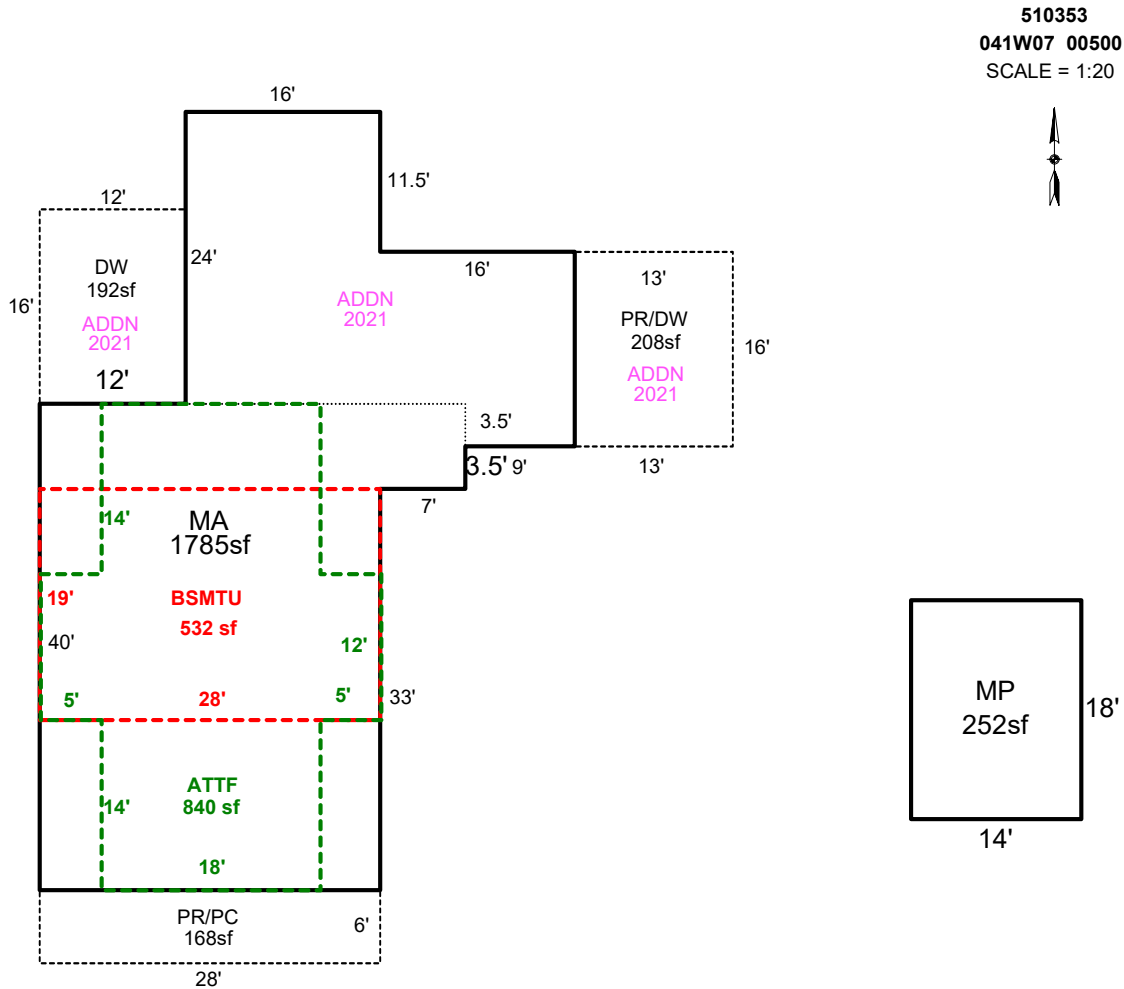 510353
041W07 00500
SCALE = 1:20
16'
11.5'
12'
24'
16'
DW
192sf
ADDN
2021
16'
ADDN
2021
13'
PR/DW
208sf
ADDN
2021
16'
12'
3.5'
3.5'
9'
13'
7'
14'
MA
1785sf
19'
BSMTU
532 sf
40'
12'
5'
28'
5'
33'
ATTF
840 sf
14'
18'
PR/PC
168sf
6'
28'
MP
252sf
18'
14'